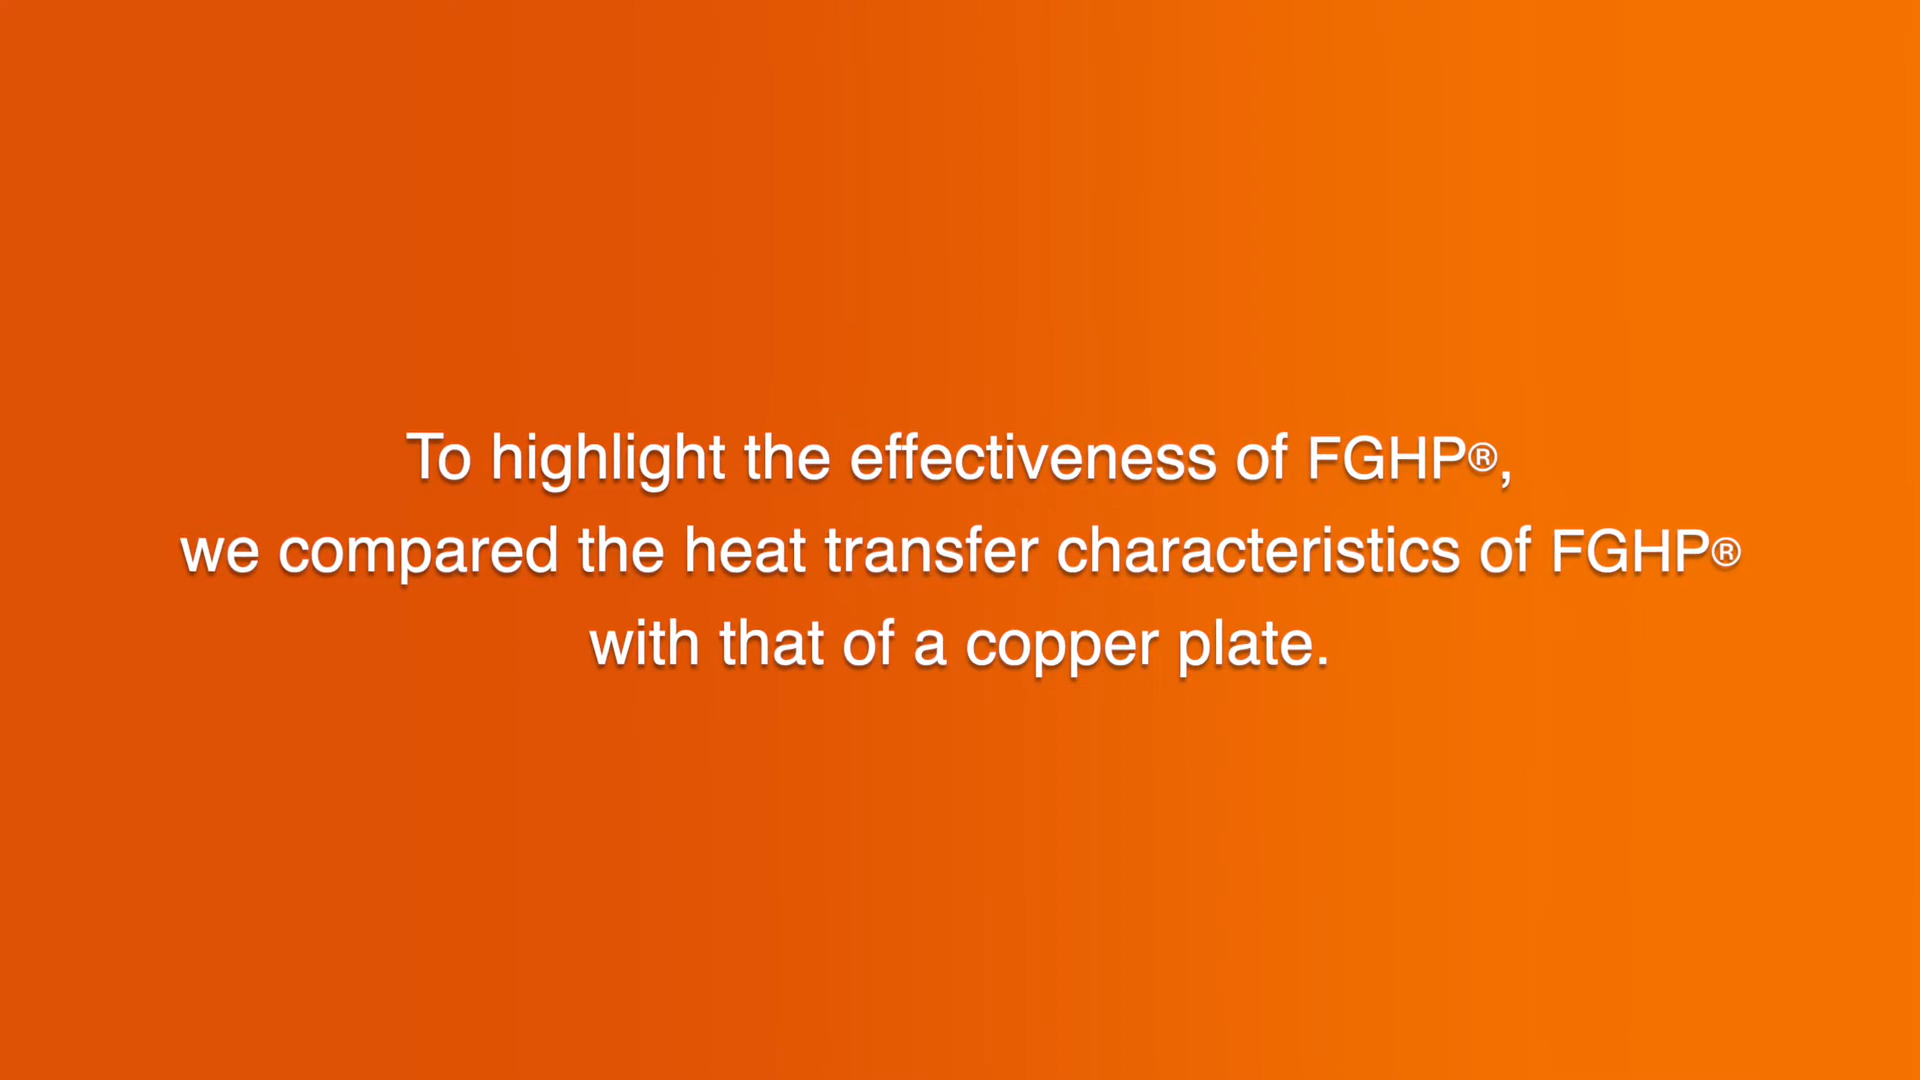 To highlight the effectiveness of FGHP®,
we compared the heat transfer characteristics of FGHP®
with that of a copper plate.